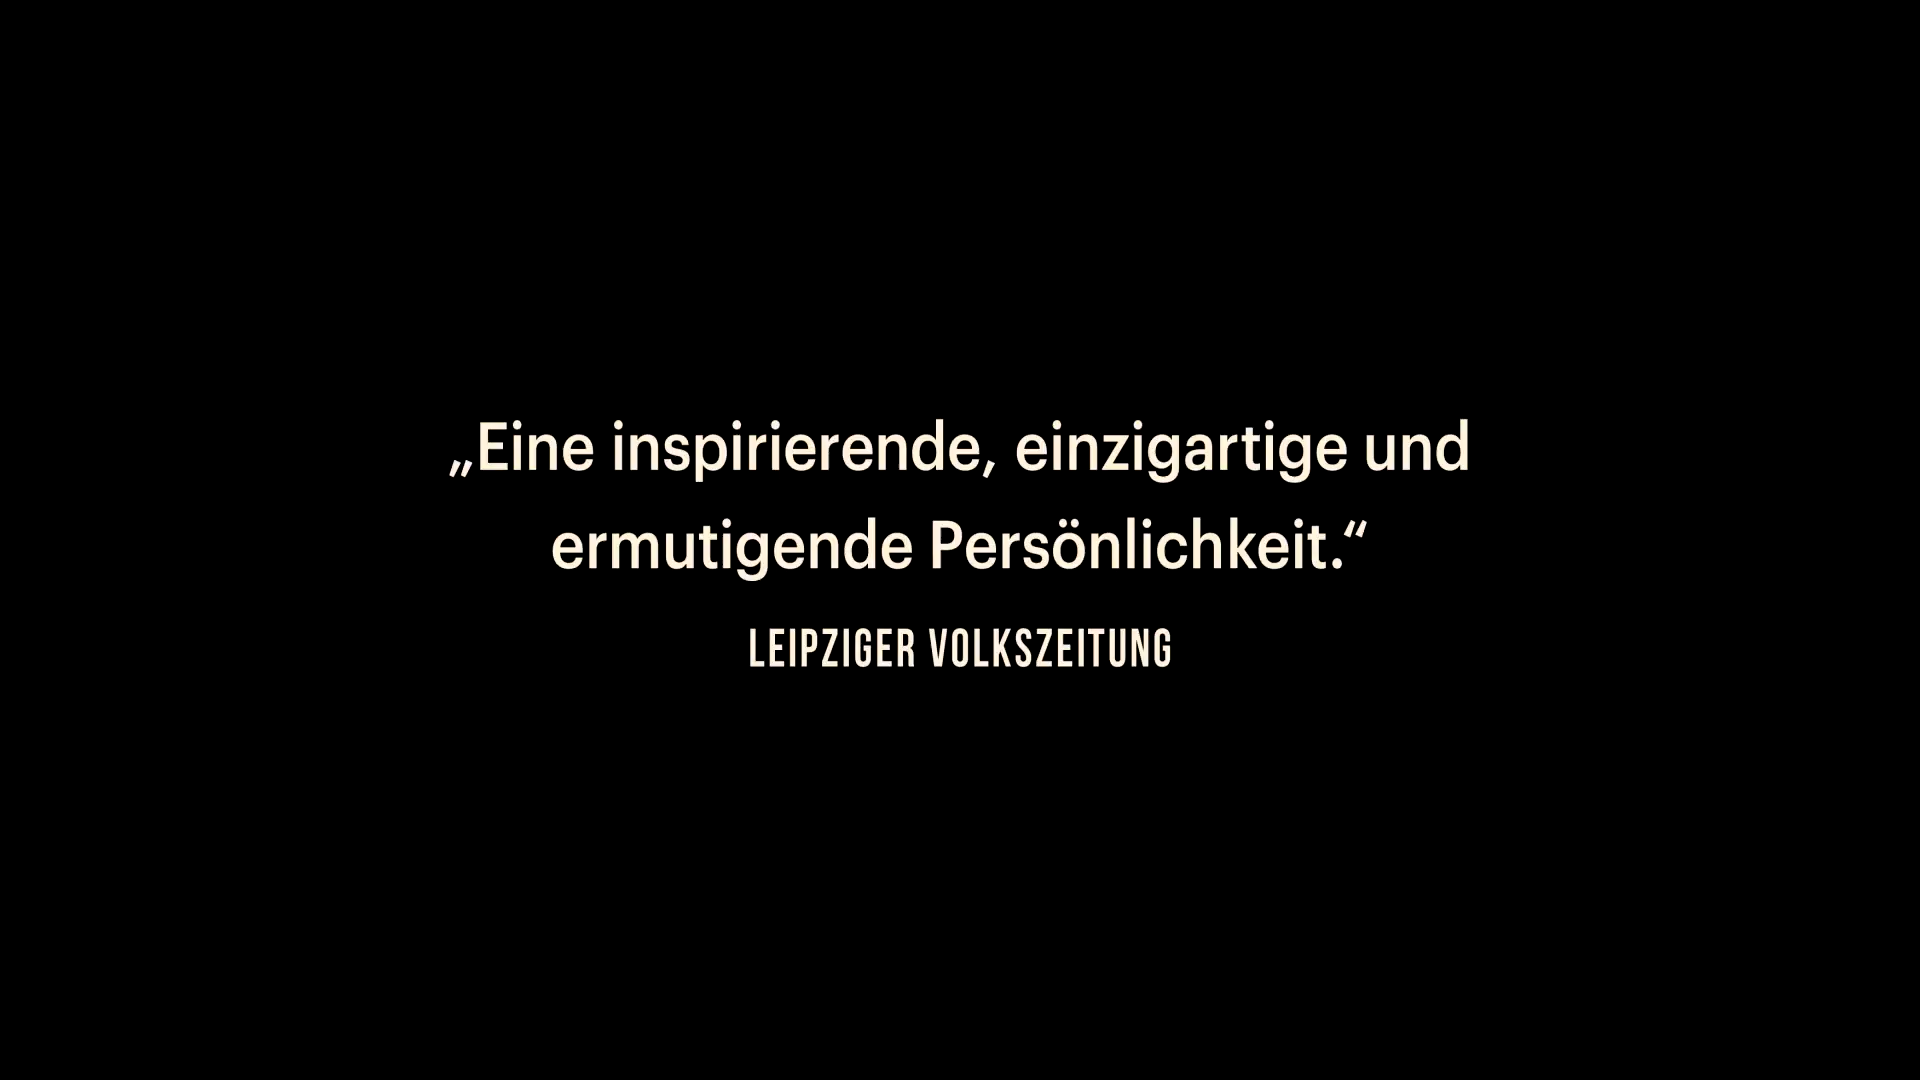 „Eine inspirierende, einzigartige und
ermutigende Persönlichkeit.“
LEIPZIGER VOLKSZEITUNG